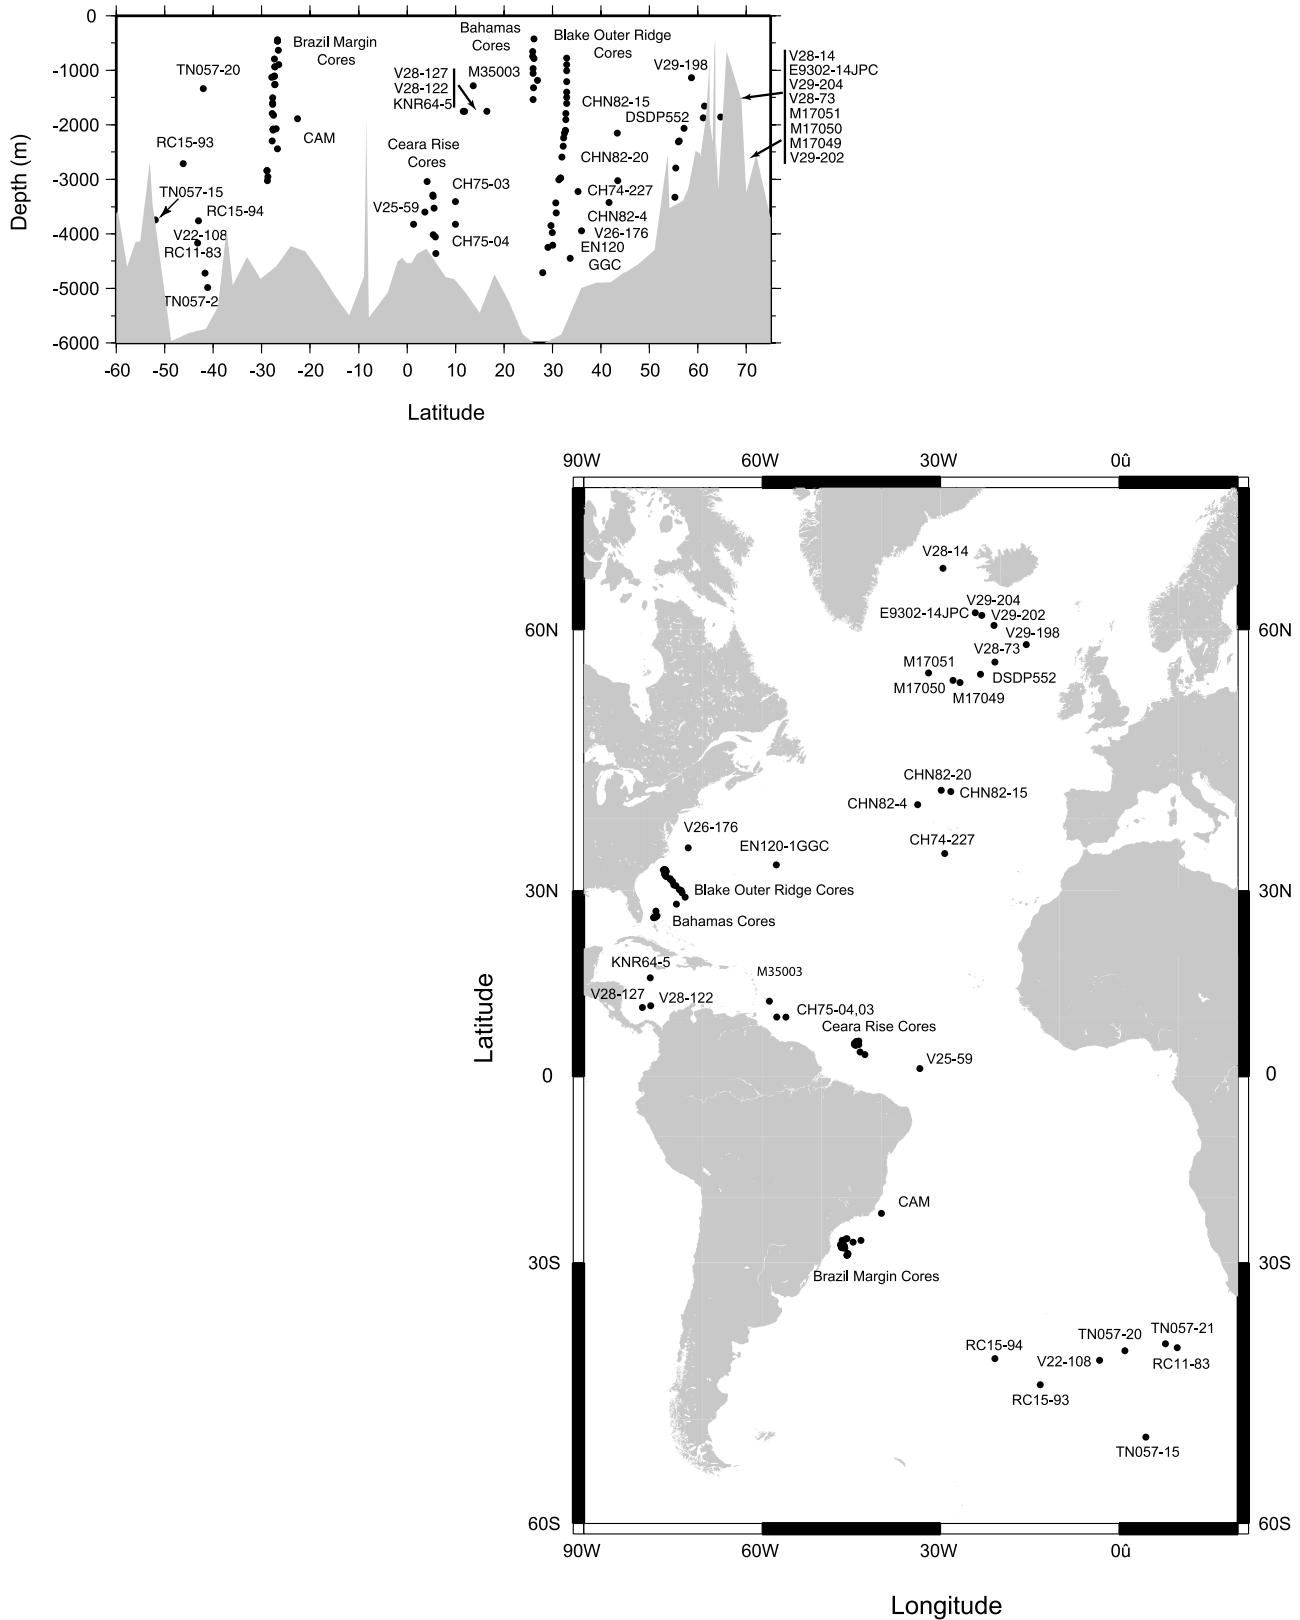 0
-1000
-2000
-3000
-4000
-5000
-6000
Depth (m)
-60 -50 -40 -30 -20 -10 0 10 20 30 40 50 60 70
Latitude
TN057-20
Brazil Margin
Cores
Bahamas
Cores
Blake Outer Ridge
Cores
V28-127
V28-122
KNR64-5
M35003
V29-198
CHN82-15
DSDP552
V28-14
E9302-14JPC
V29-204
V28-73
M17051
M17050
M17049
V29-202
RC15-93
CAM
Ceara Rise
Cores
CHN82-20
TN057-15
CH75-03
CH74-227
RC15-94
V25-59
CHN82-4
V22-108
V26-176
RC11-83
CH75-04
EN120
GGC
TN057-2
90W 60W 30W 0û
60N
30N
0
30S
60S
Latitude
V28-14
V29-204
E9302-14JPC
V29-202
V29-198
V28-73
M17051
DSDP552
M17050
M17049
CHN82-20
CHN82-15
CHN82-4
V26-176
CH74-227
EN120-1GGC
Blake Outer Ridge Cores
Bahamas Cores
KNR64-5
M35003
V28-127
V28-122
CH75-04,03
Ceara Rise Cores
V25-59
CAM
Brazil Margin Cores
TN057-21
TN057-20
RC15-94
V22-108
RC11-83
RC15-93
TN057-15
30N
0
30S
60S
90W 60W 30W 0û
Longitude